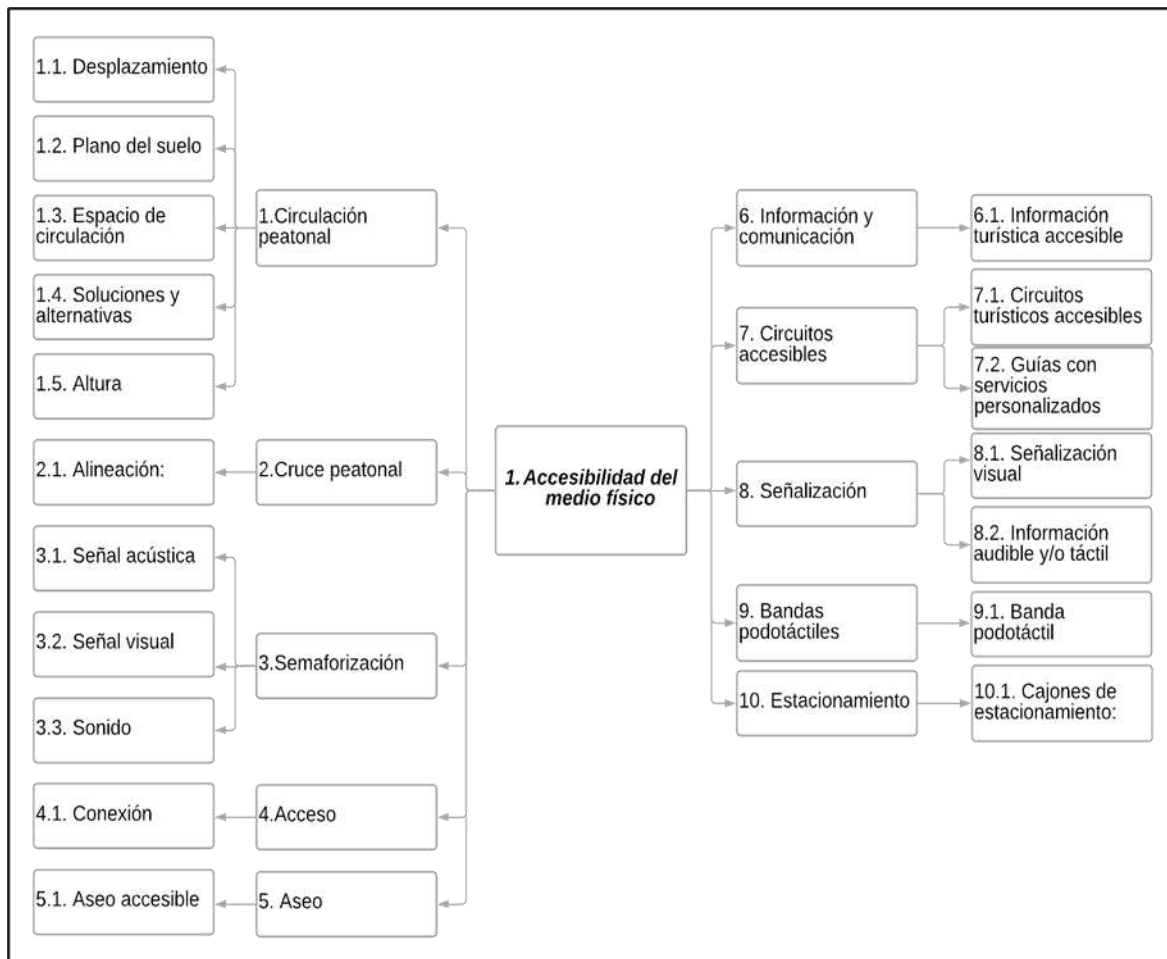 1.1. Desplazamiento
1.2. Plano del suelo
1.3. Espacio de
circulación
1.4. Soluciones y
alternativas
1.5. Altura
2.1. Alineación:
3.1. Señal acústica
3.2. Señal visual
3.3. Sonido
4.1. Conexión
5.1. Aseo accesible
1.Circulación
peatonal
2.Cruce peatonal
3.Semaforización
4.Acceso
5. Aseo
1. Accesibilidad del
medio físico
6. Información y
comunicación
7. Circuitos
accesibles
8. Señalización
9. Bandas
podotáctiles
10. Estacionamiento
6.1. Información
turística accesible
7.1. Circuitos
turísticos accesibles
7.2. Guías con
servicios
personalizados
8.1. Señalización
visual
8.2. Información
audible y/o táctil
9.1. Banda
podotáctil
10.1. Cajones de
estacionamiento: